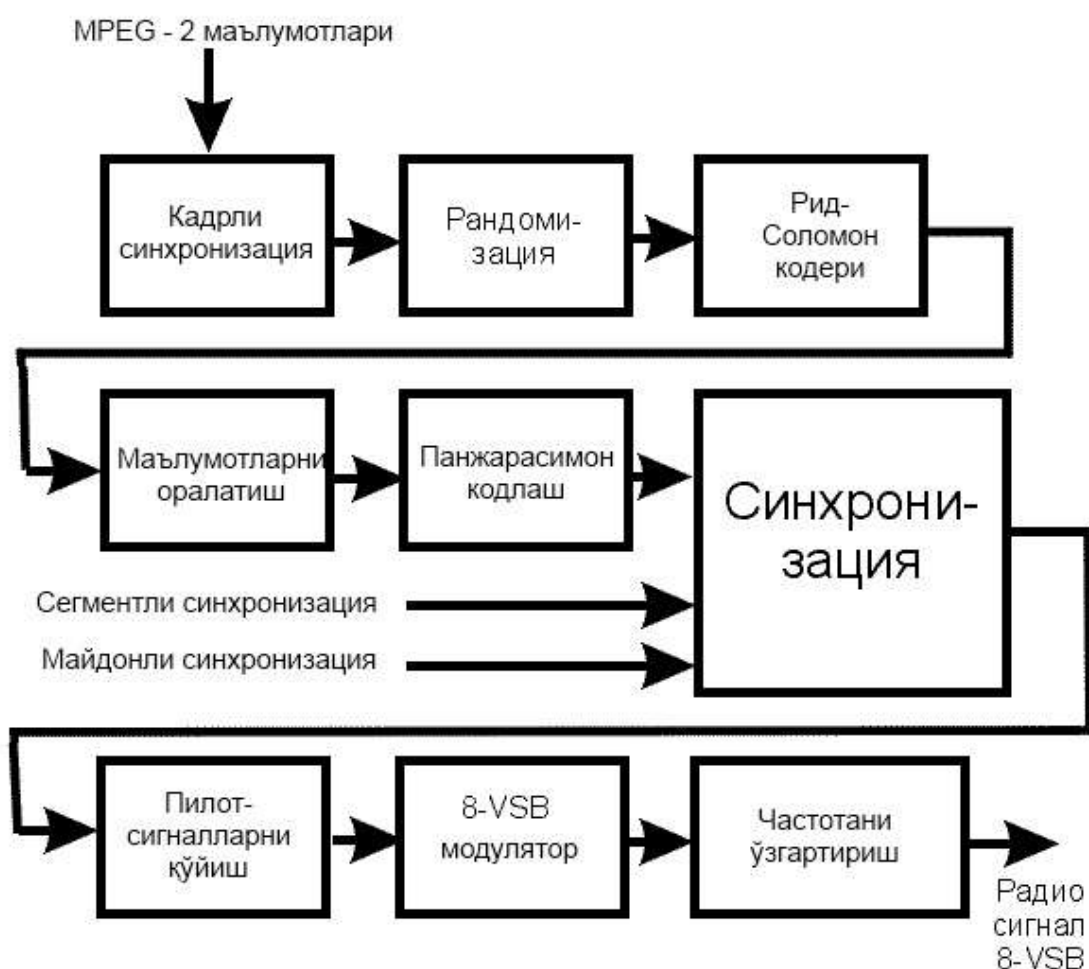 MPEG - 2 маълумотлари
Кадрли
синхронизация
Рандоми-
зация
Рид-
Соломон
кодери
Маълумотларни
оралатиш
Панжарасимон
кодлаш
Синхрони-
зация
Сегментли синхронизация
Майдонли синхронизация
Пилот-
сигналларни
қўйиш
8-VSB
модулятор
Частотани
ўзгартириш
Радио
сигнал
8-VSB